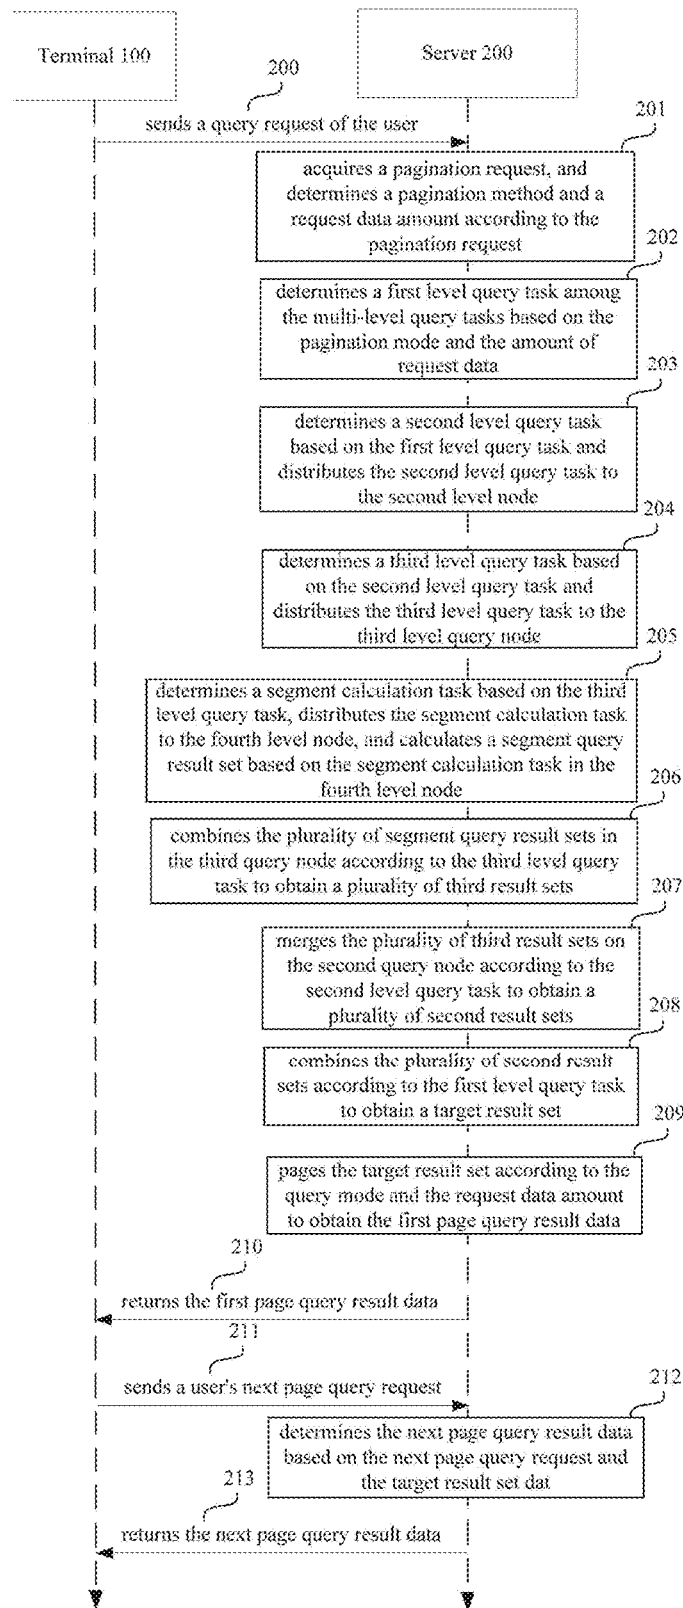 Terminal 100
Server 200
200
sends a query request of the user
201
acquires a pagination request, and
determines a pagination method and a
request data amount according to the
pagination request
202
determines a first level query task among
the multi-level query tasks based on the
pagination mode and the amount of
request data
203
determines a second level query task
based on the first level query task and
distributes the second level query task to
the second level node
204
determines a third level query task based
on the second level query task and
distributes the third level query task to the
third level query node
205
determines a segment calculation task based on the third
level query task, distributes the segment calculation task
to the fourth level node, and calculates a segment query
result set based on the segment calculation task in the
fourth level node
206
combines the plurality of segment query result sets in
the third query node according to the third level query
task to obtain a plurality of third result sets
207
merges the plurality of third result sets on
the second query node according to the
second level query task to obtain a
plurality of second result sets
208
combines the plurality of second result
sets according to the first level query task
to obtain a target result set
209
pages the target result set according to the
query mode and the request data amount
to obtain the first page query result data
210
returns the first page query result data
211
sends a user's next page query request
212
determines the next page query result data
based on the next page query request and
the target result set dat
213
returns the next page query result data